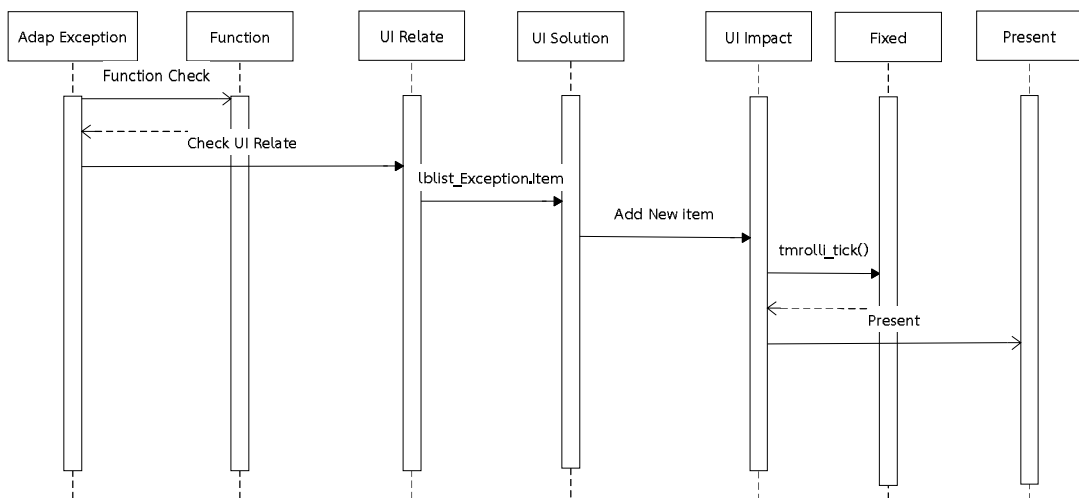 Adap Exception
Function
UI Relate
UI Solution
UI Impact
Fixed
Present
Function Check
Check UI Relate
lblist_Exception.Item
Add New item
tmrolli_tick()
Present